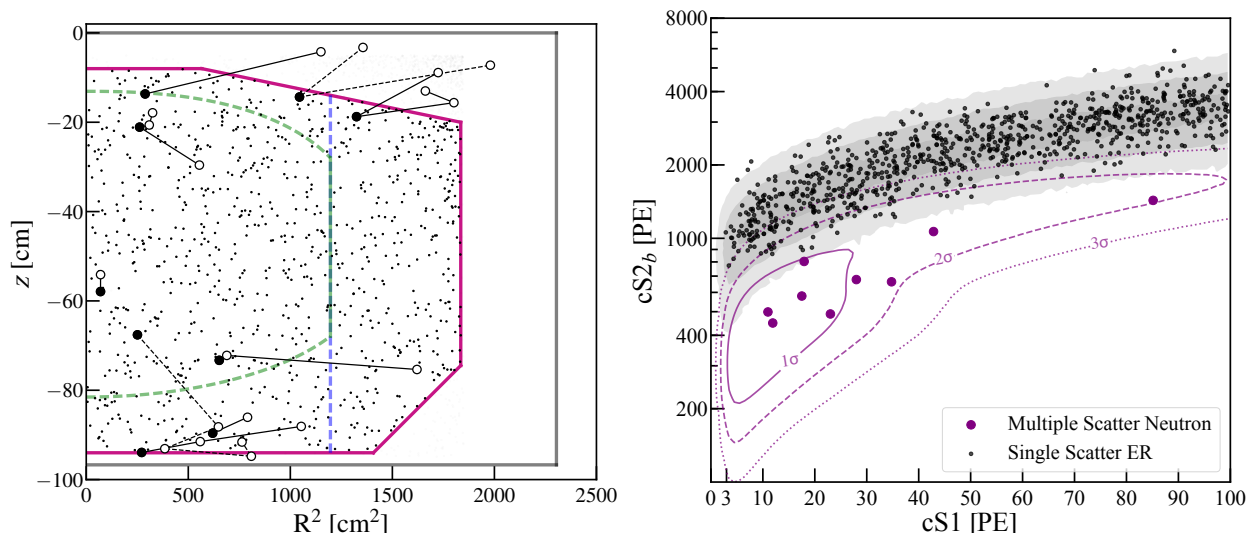 0
−20
−40
−60
−80
−100
z [cm]
0
500
1000
1500
2000
2500
R² [cm²]
8000
4000
2000
1000
400
200
cS2b [PE]
1σ
2σ
3σ
Multiple Scatter Neutron
Single Scatter ER
0 3 10 20 30 40 50 60 70 80 90 100
cS1 [PE]